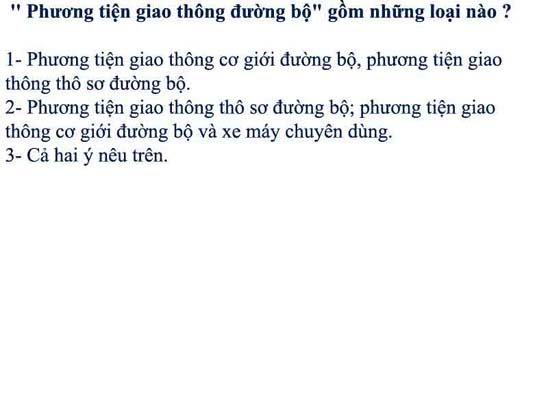 " Phương tiện giao thông đường bộ" gồm những loại nào ?
1- Phương tiện giao thông cơ giới đường bộ, phương tiện giao
thông thô sơ đường bộ.
2- Phương tiện giao thông thô sơ đường bộ; phương tiện giao
thông cơ giới đường bộ và xe máy chuyên dùng.
3- Cả hai ý nêu trên.